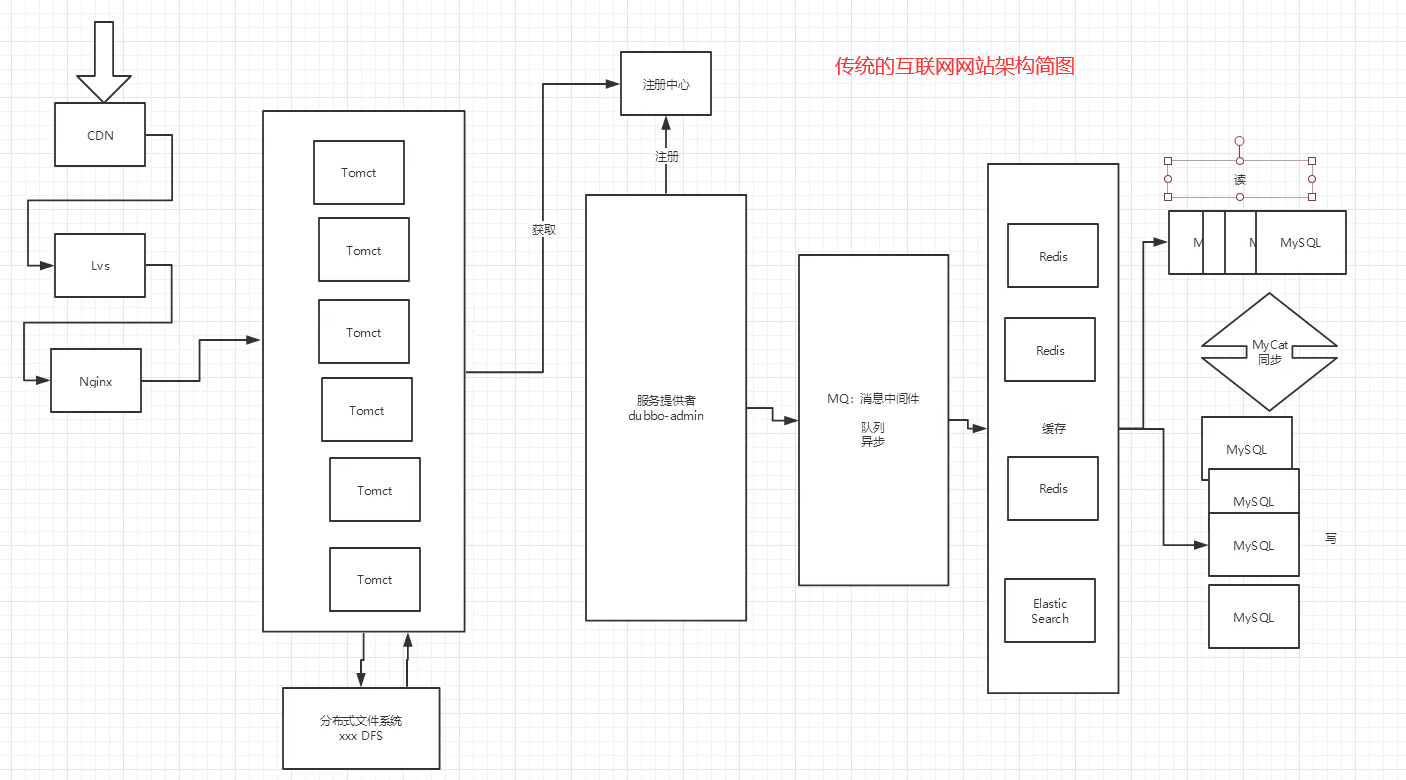 传统的互联网网站架构简图
CDN
Lvs
Nginx
Tomct
Tomct
Tomct
Tomct
Tomct
Tomct
分布式文件系统
xxx DFS
获取
注册中心
注册
服务提供者
dubbo-admin
MQ：消息中间件
队列
异步
Redis
Redis
缓存
Redis
Elastic
Search
读
M
M
MySQL
MyCat
同步
MySQL
MySQL
MySQL
写
MySQL